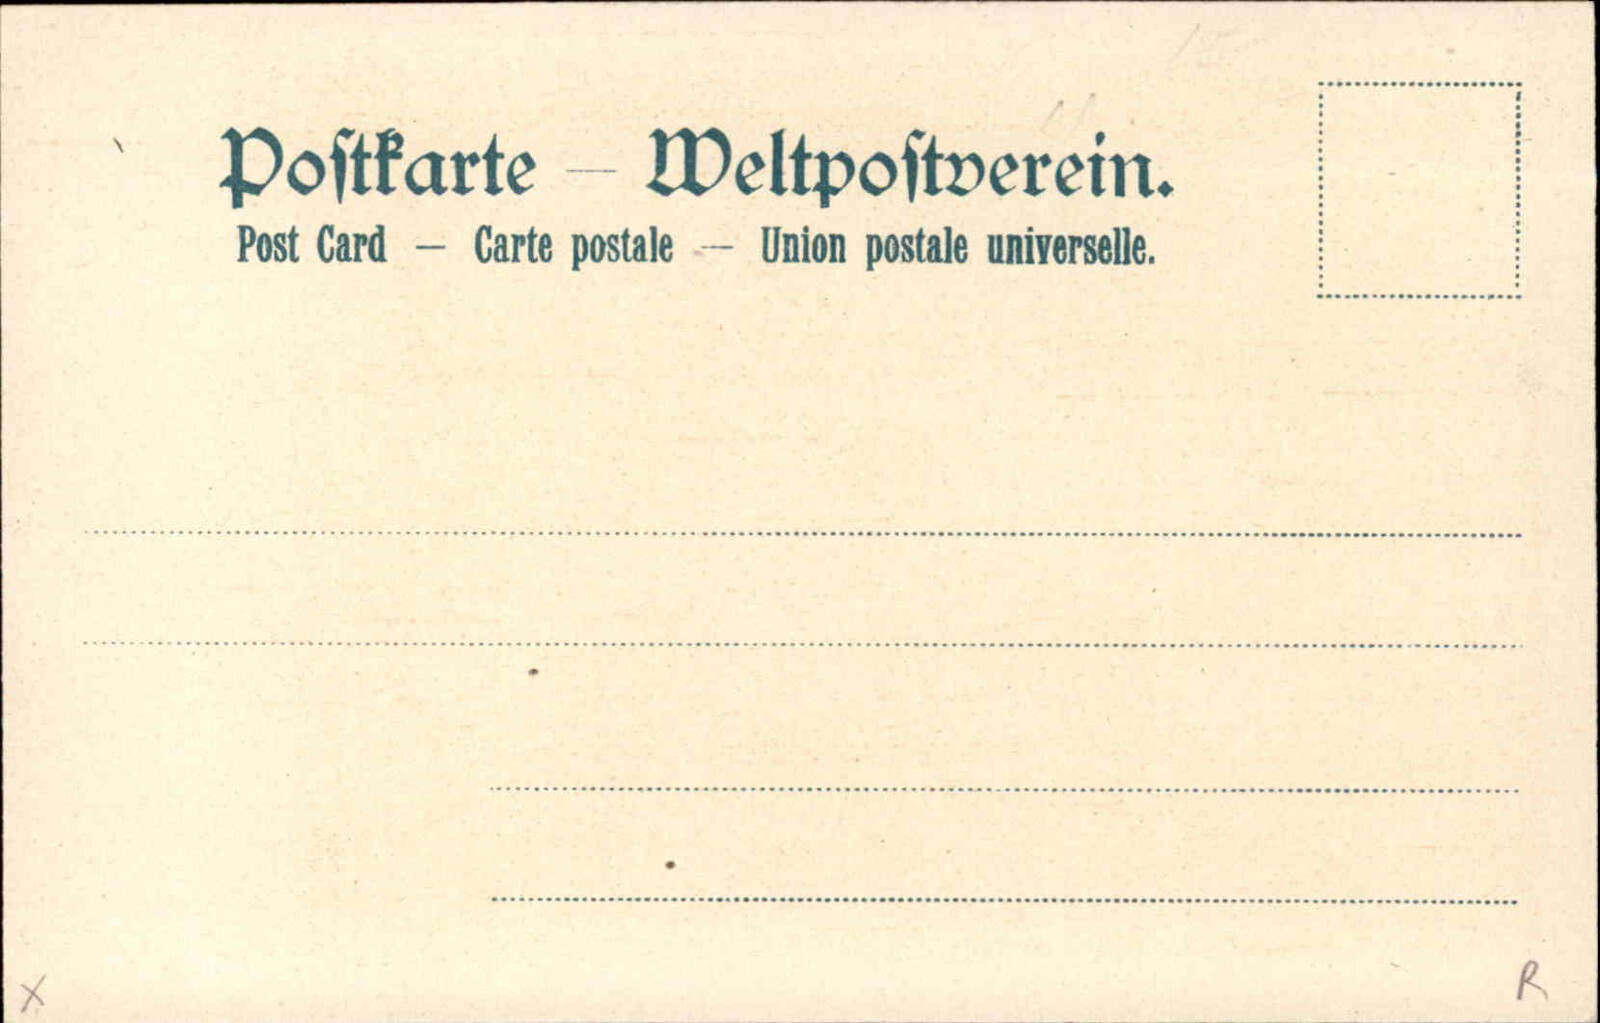 Poſtkarte — Weltpoſtverein.
Post Card — Carte postale — Union postale universelle.
X
R